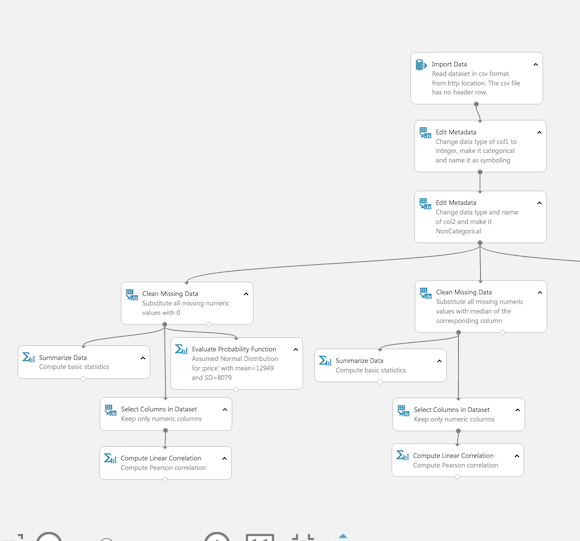 Import Data
Read dataset in csv format
from http location. The csv file
has no header row.
Edit Metadata
Change data type of col1 to
integer, make it categorical
and name it as symboling
Edit Metadata
Change data type and name
of col2 and make it
NonCategorical
Clean Missing Data
Substitute all missing numeric
values with 0
Clean Missing Data
Substitute all missing numeric
values with median of the
corresponding column
Summarize Data
Compute basic statistics
Evaluate Probability Function
Assumed Normal Distribution
for ;price' with mean=12949
and SD=8079
Summarize Data
Compute basic statistics
Select Columns in Dataset
Keep only numeric columns
Select Columns in Dataset
Keep only numeric columns
Compute Linear Correlation
Compute Pearson correlation
Compute Linear Correlation
Compute Pearson correlation